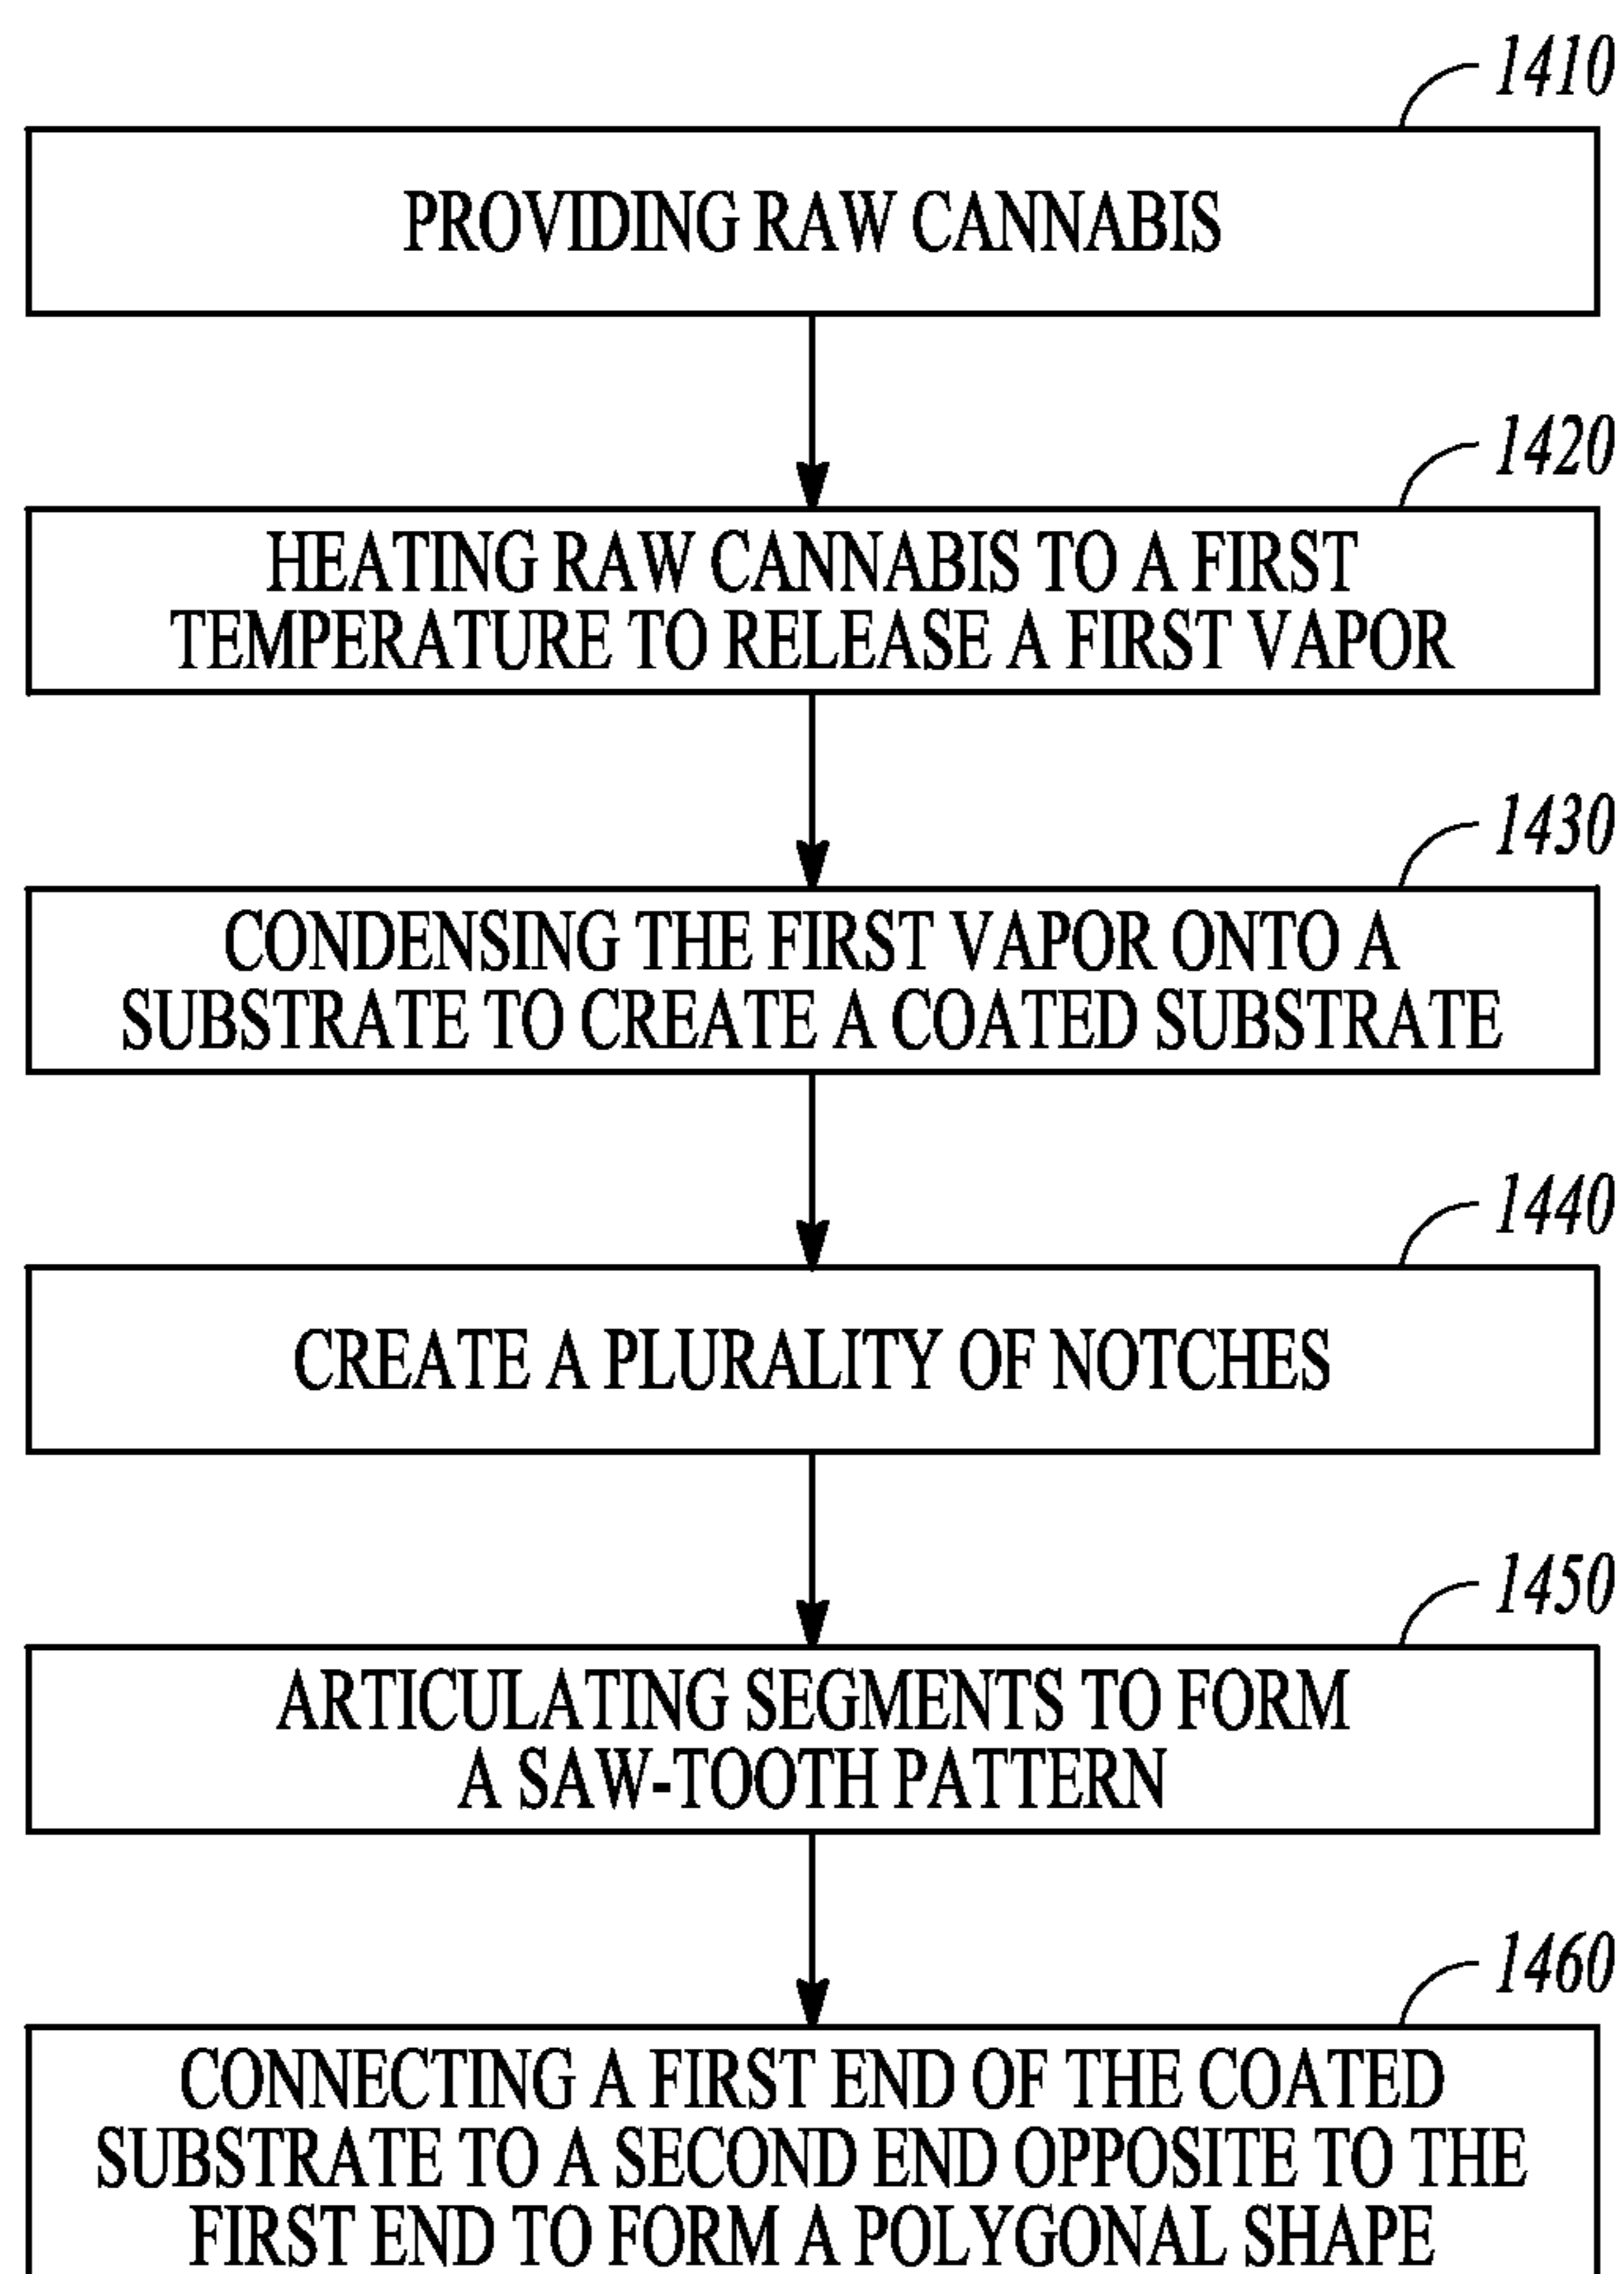 1410
PROVIDING RAW CANNABIS
1420
HEATING RAW CANNABIS TO A FIRST
TEMPERATURE TO RELEASE A FIRST VAPOR
1430
CONDENSING THE FIRST VAPOR ONTO A
SUBSTRATE TO CREATE A COATED SUBSTRATE
1440
CREATE A PLURALITY OF NOTCHES
1450
ARTICULATING SEGMENTS TO FORM
A SAW-TOOTH PATTERN
1460
CONNECTING A FIRST END OF THE COATED
SUBSTRATE TO A SECOND END OPPOSITE TO THE
FIRST END TO FORM A POLYGONAL SHAPE